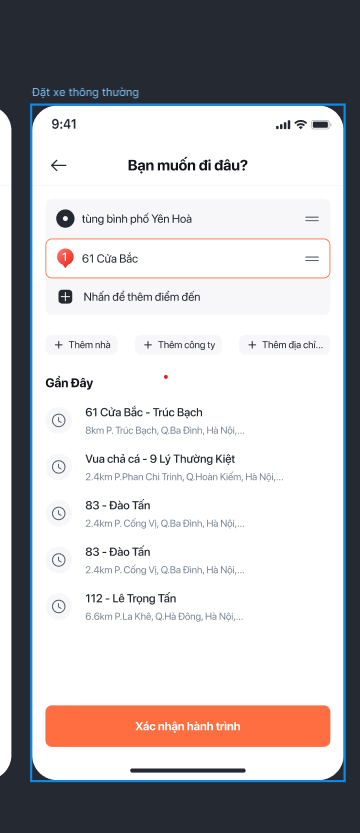 Đặt xe thông thường
9:41
Bạn muốn đi đâu?
tùng bình phố Yên Hoà
1
61 Cửa Bắc
Nhấn để thêm điểm đến
+ Thêm nhà
+ Thêm công ty
+ Thêm địa chỉ...
Gần Đây
61 Cửa Bắc - Trúc Bạch
8km P. Trúc Bạch, Q.Ba Đình, Hà Nội,...
Vua chả cá - 9 Lý Thường Kiệt
2.4km P.Phan Chi Trinh, Q.Hoàn Kiếm, Hà Nội,...
83 - Đào Tấn
2.4km P. Cống Vị, Q.Ba Đình, Hà Nội,...
83 - Đào Tấn
2.4km P. Cống Vị, Q.Ba Đình, Hà Nội,...
112 - Lê Trọng Tấn
6.6km P.La Khê, Q.Hà Đông, Hà Nội,...
Xác nhận hành trình